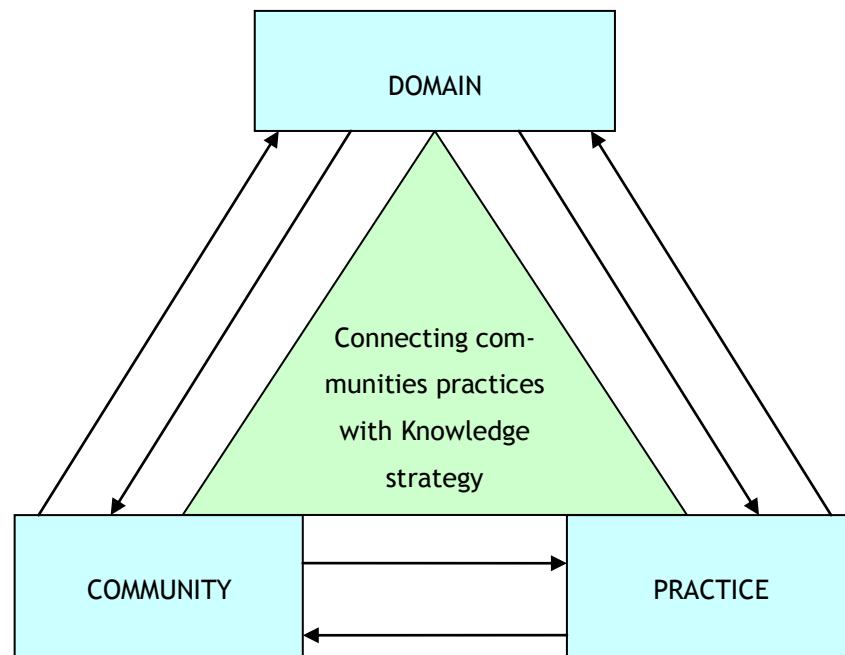 DOMAIN
Connecting com-
munities practices
with Knowledge
strategy
COMMUNITY
PRACTICE